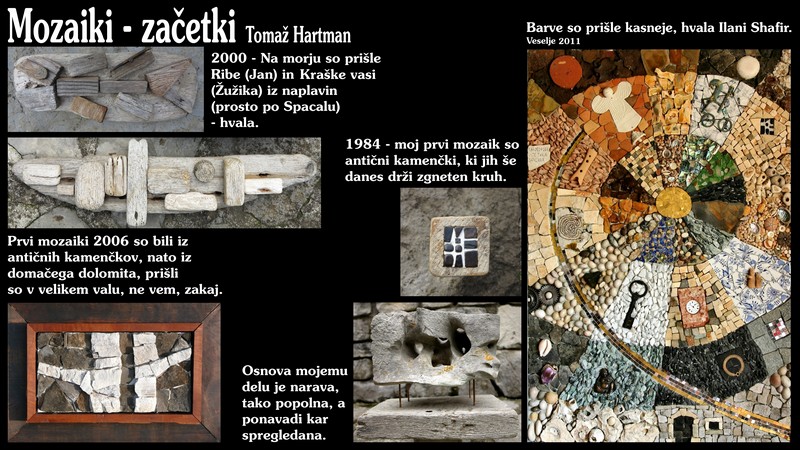 Mozaiki - začetki Tomaž Hartman
2000 - Na morju so prišle
Ribe (Jan) in Kraške vasi
(Žužika) iz naplavin
(prosto po Spacalu)
- hvala.
1984 - moj prvi mozaik so
antični kamenčki, ki jih še
danes drži zgneten kruh.
Prvi mozaiki 2006 so bili iz
antičnih kamenčkov, nato iz
domačega dolomita, prišli
so v velikem valu, ne vem, zakaj.
Osnova mojemu
delu je narava,
tako popolna, a
ponavadi kar
spregledana.
Barve so prišle kasneje, hvala Ilani Shafir.
Veselje 2011